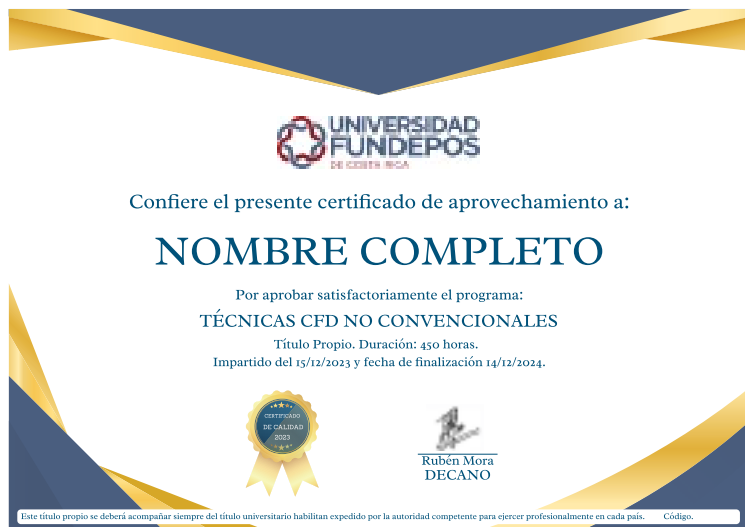 UNIVERSIDAD
FUNDEPOS
DE COSTA RICA
Confiere el presente certificado de aprovechamiento a:
NOMBRE COMPLETO
Por aprobar satisfactoriamente el programa:
TÉCNICAS CFD NO CONVENCIONALES
Título Propio. Duración: 450 horas.
Impartido del 15/12/2023 y fecha de finalización 14/12/2024.
CERTIFICADO
DE CALIDAD
2023
Rubén Mora
DECANO
Este título propio se deberá acompañar siempre del título universitario habilitan expedido por la autoridad competente para ejercer profesionalmente en cada país. Código.